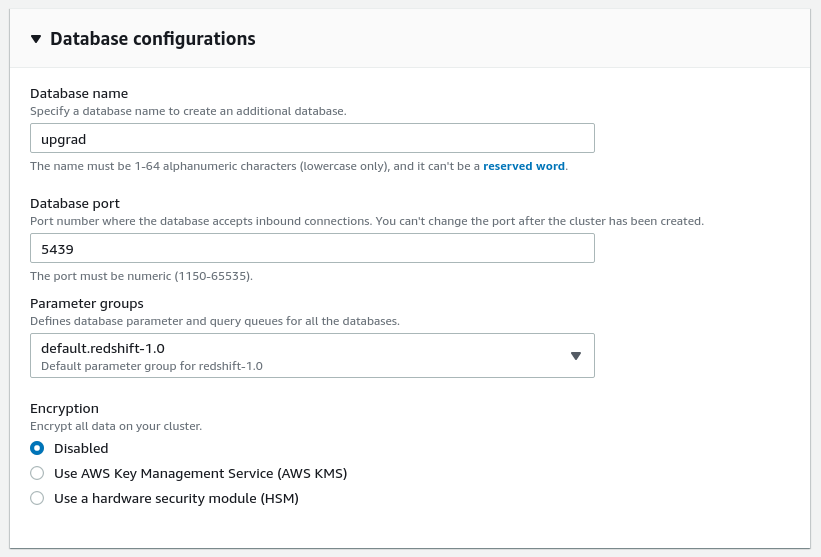 Database configurations
Database name
Specify a database name to create an additional database.
upgrad
The name must be 1-64 alphanumeric characters (lowercase only), and it can't be a reserved word.
Database port
Port number where the database accepts inbound connections. You can't change the port after the cluster has been created.
5439
The port must be numeric (1150-65535).
Parameter groups
Defines database parameter and query queues for all the databases.
default.redshift-1.0
Default parameter group for redshift-1.0
Encryption
Encrypt all data on your cluster.
Disabled
Use AWS Key Management Service (AWS KMS)
Use a hardware security module (HSM)